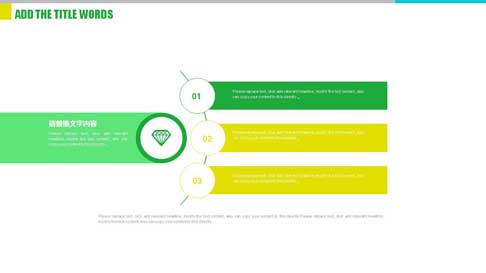 ADD THE TITLE WORDS
01
Please replace text, click add relevant headline, modify the text content, also
can copy your content to this directly.
请替换文字内容
Please replace text, click add relevant
headline, modify the text content, also can
copy your content to this directly.
02
Please replace text, click add relevant headline, modify the text content, also
can copy your content to this directly.
03
Please replace text, click add relevant headline, modify the text content, also
can copy your content to this directly.
Please replace text, click add relevant headline, modify the text content, also can copy your content to this directly.Please replace text, click add relevant headline,
modify the text content, also can copy your content to this directly.